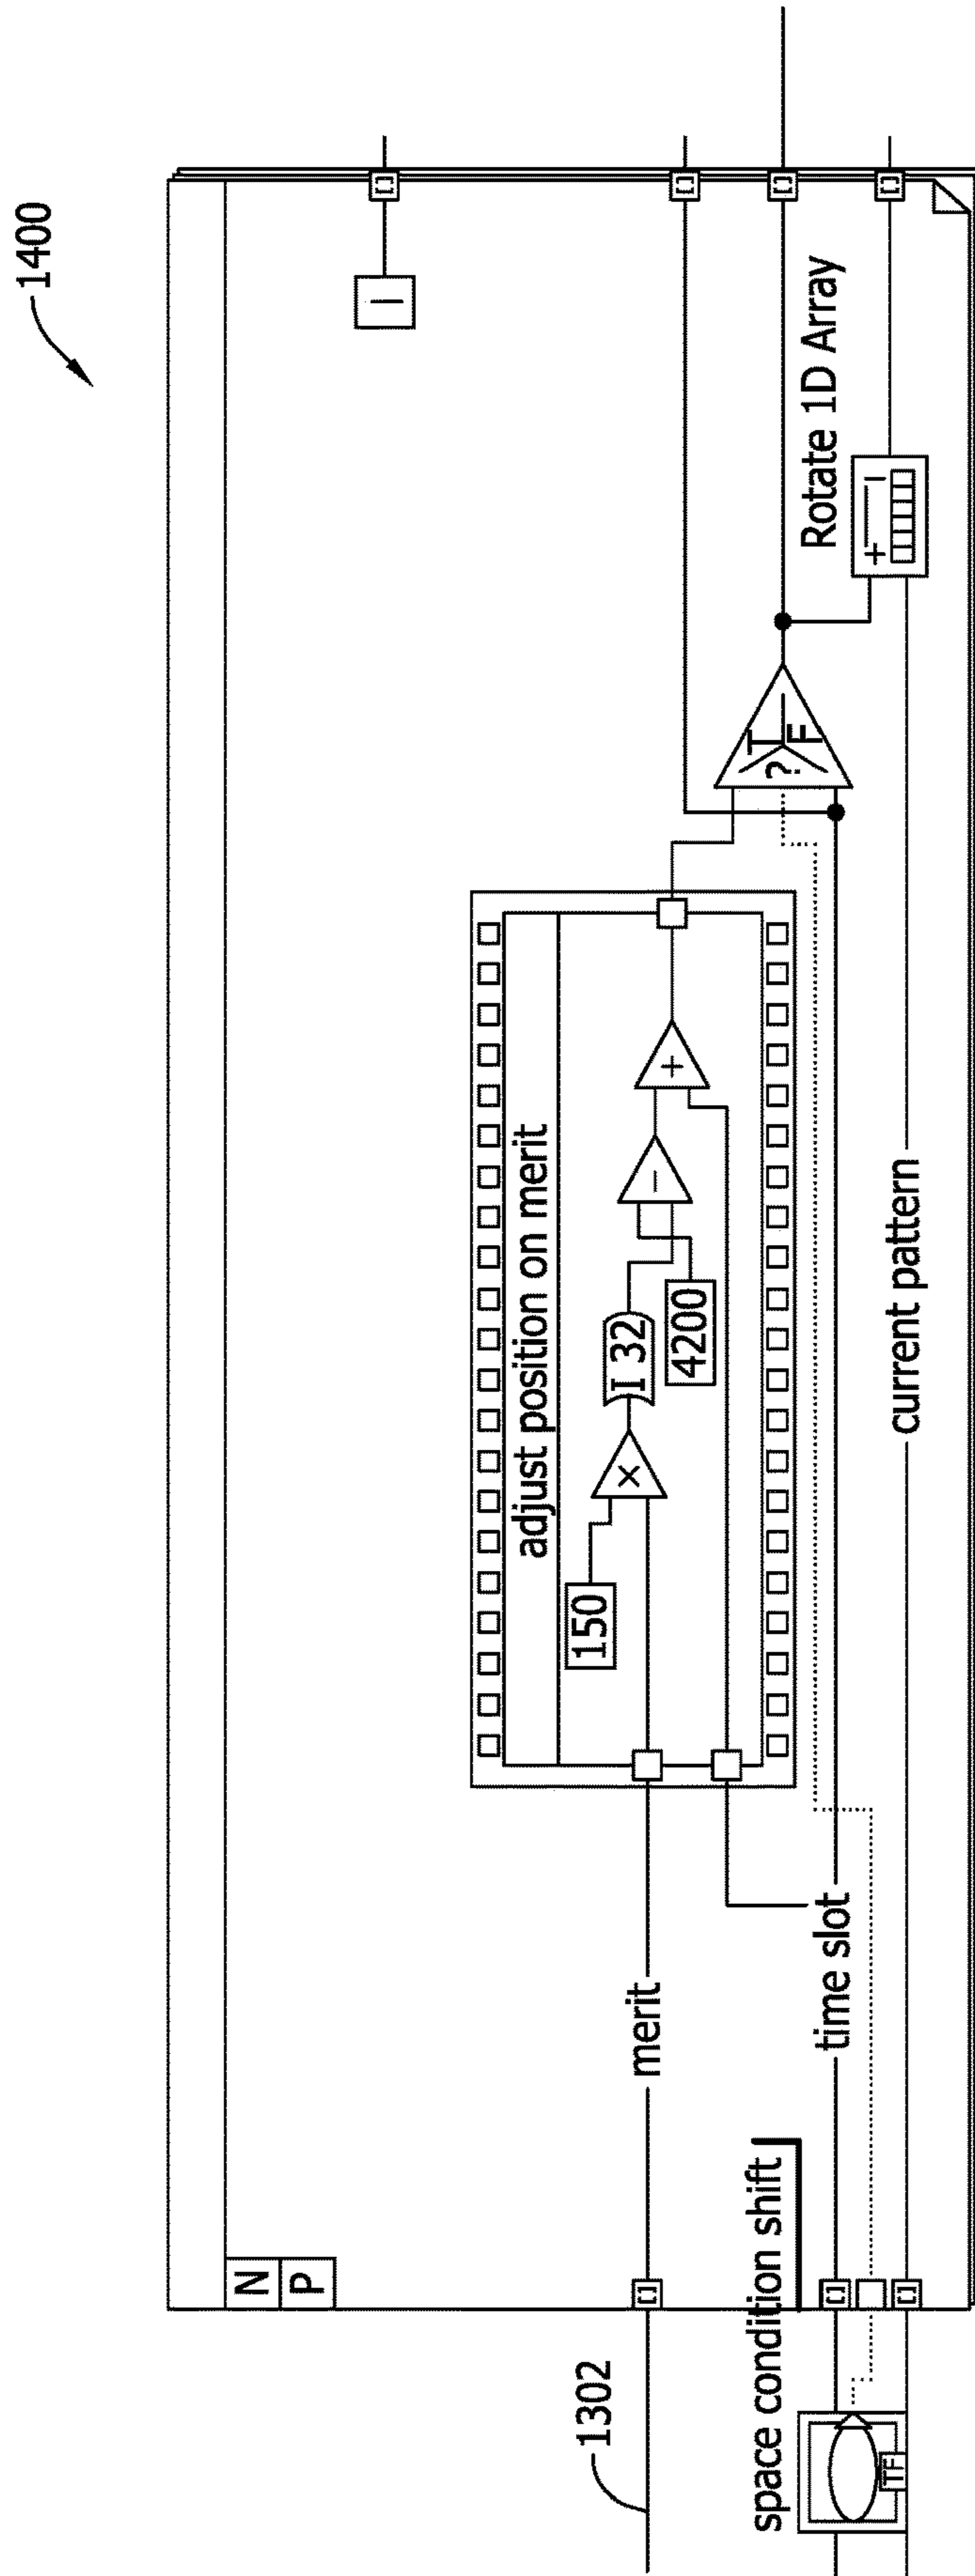 1400
N
P
1302
merit
adjust position on merit
150
×
I 32
4200
−
+
space condition shift
TF
time slot
?
T
F
Rotate 1D Array
+
current pattern